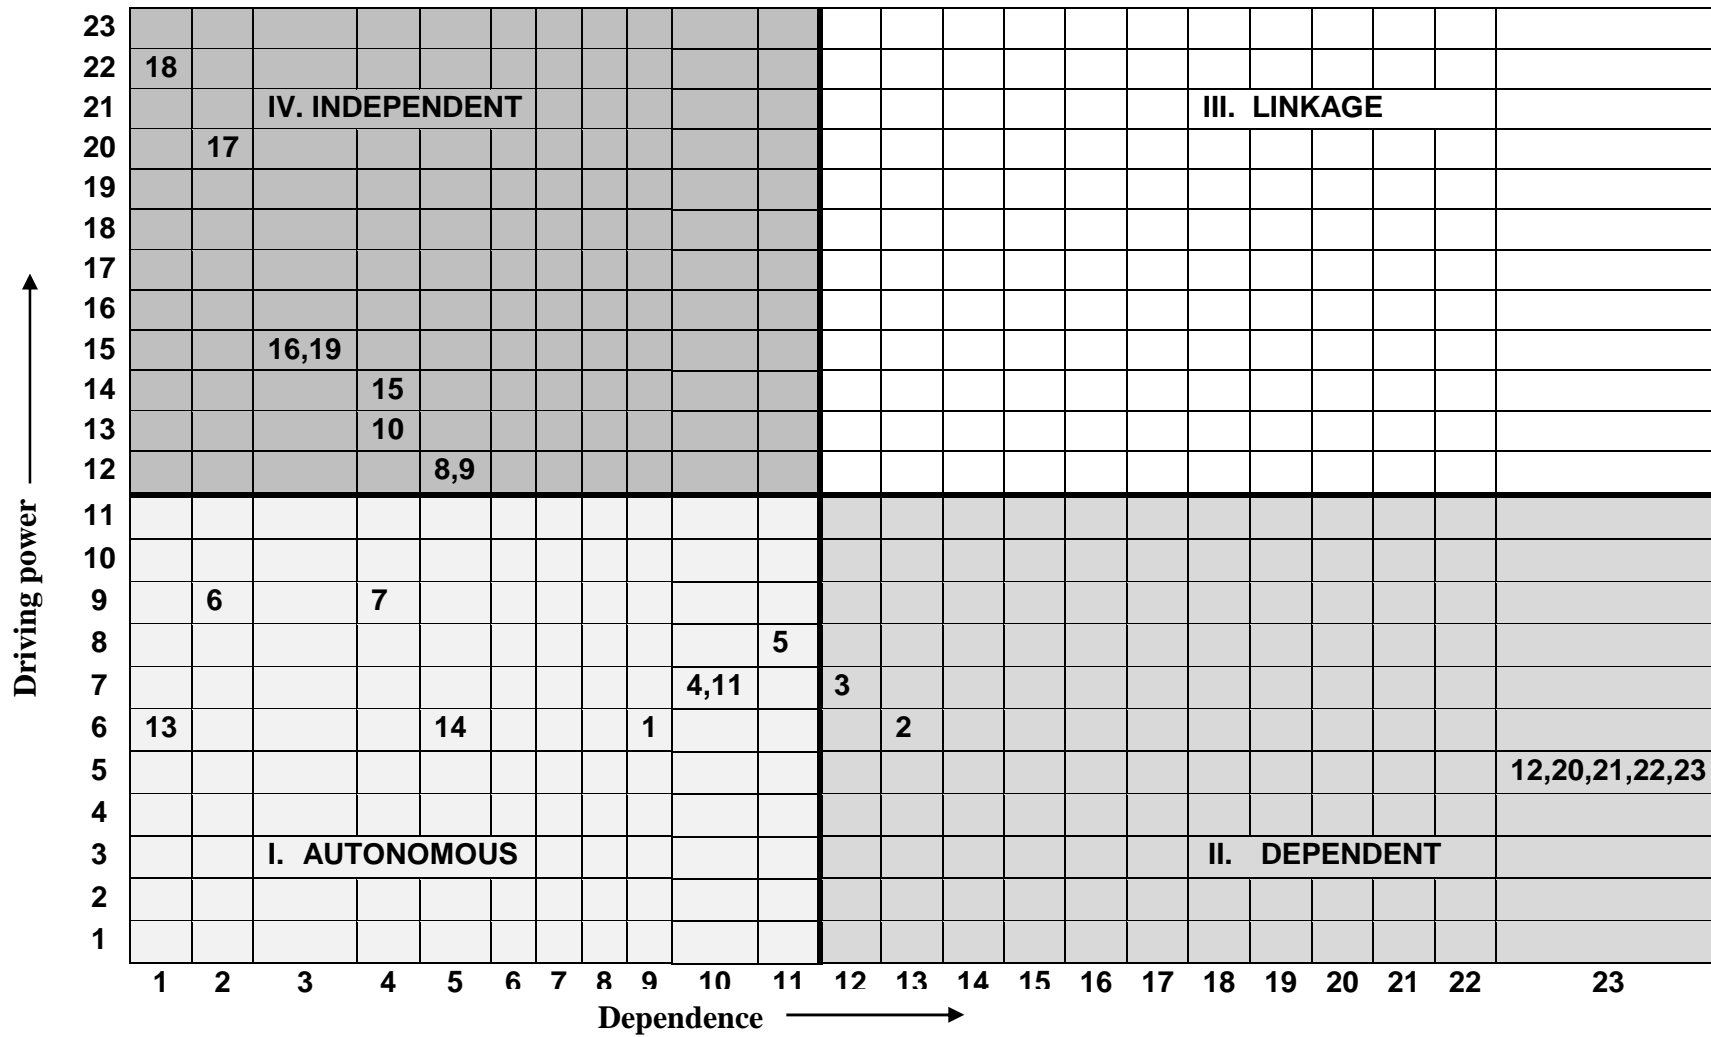 23
22 18
21 IV. INDEPENDENT III. LINKAGE
20 17
19
18
17
16
15 16,19
14 15
13 10
12 8,9
11
10
9 6 7
8 5
7 4,11 3
6 13 14 1 2
5 12,20,21,22,23
4
3 I. AUTONOMOUS II. DEPENDENT
2
1
1 2 3 4 5 6 7 8 9 10 11 12 13 14 15 16 17 18 19 20 21 22 23
Dependence
Driving power